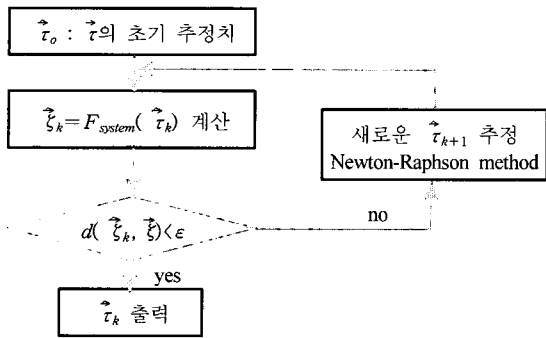 τ⃗ₒ : τ⃗의 초기 추정치
ζ⃗ₖ=F_system( τ⃗ₖ) 계산
새로운 τ⃗ₖ₊₁ 추정
Newton-Raphson method
d( ζ⃗ₖ, ζ⃗)<ε
no
yes
τ⃗ₖ 출력